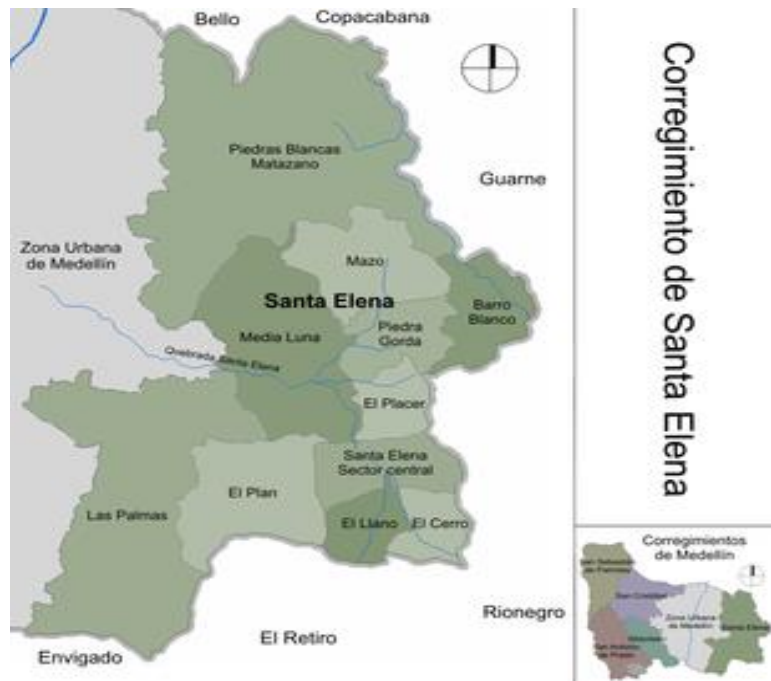 Bello
Copacabana
Piedras Blancas
Matazano
Guarne
Zona Urbana
de Medellín
Mazo
Santa Elena
Barro
Blanco
Media Luna
Piedra
Gorda
Quebrada Santa Elena
El Placer
Santa Elena
Sector central
El Plan
Las Palmas
El Llano
El Cerro
Rionegro
El Retiro
Envigado
Corregimiento de Santa Elena
Corregimientos
de Medellín
San Cristóbal
Zona Urbana
de Medellín
Santa Elena